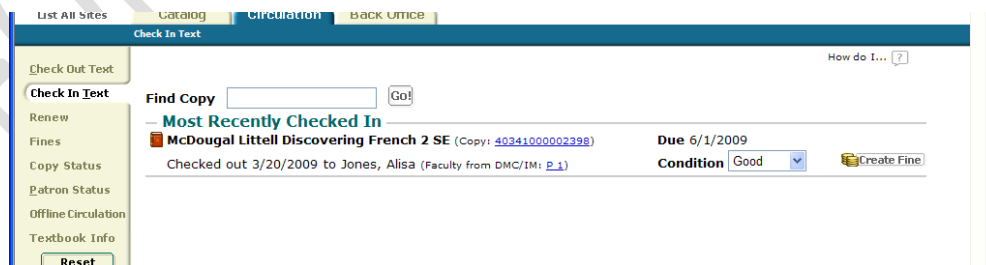 List All Sites Catalog Circulation Back Office
Check In Text
How do I... ?
Check Out Text
Check In Text
Find Copy Go!
Renew
Most Recently Checked In
Fines
McDougal Littell Discovering French 2 SE (Copy: 40341000002398) Due 6/1/2009
Copy Status
Checked out 3/20/2009 to Jones, Alisa (Faculty from DMC/IM: P 1) Condition Good Create Fine
Patron Status
Offline Circulation
Textbook Info
Reset